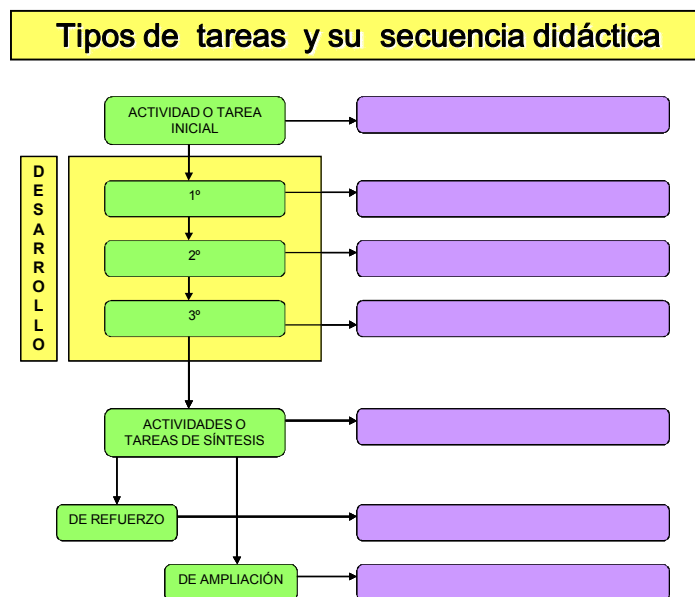 Tipos de tareas y su secuencia didáctica
ACTIVIDAD O TAREA
INICIAL
DESARROLLO
1º
2º
3º
ACTIVIDADES O
TAREAS DE SÍNTESIS
DE REFUERZO
DE AMPLIACIÓN